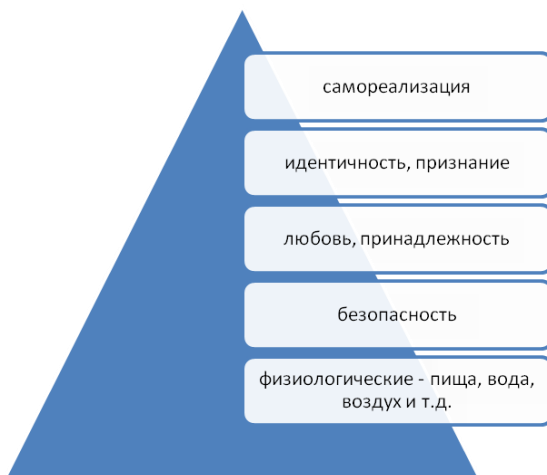 самореализация
идентичность, признание
любовь, принадлежность
безопасность
физиологические - пища, вода,
воздух и т.д.